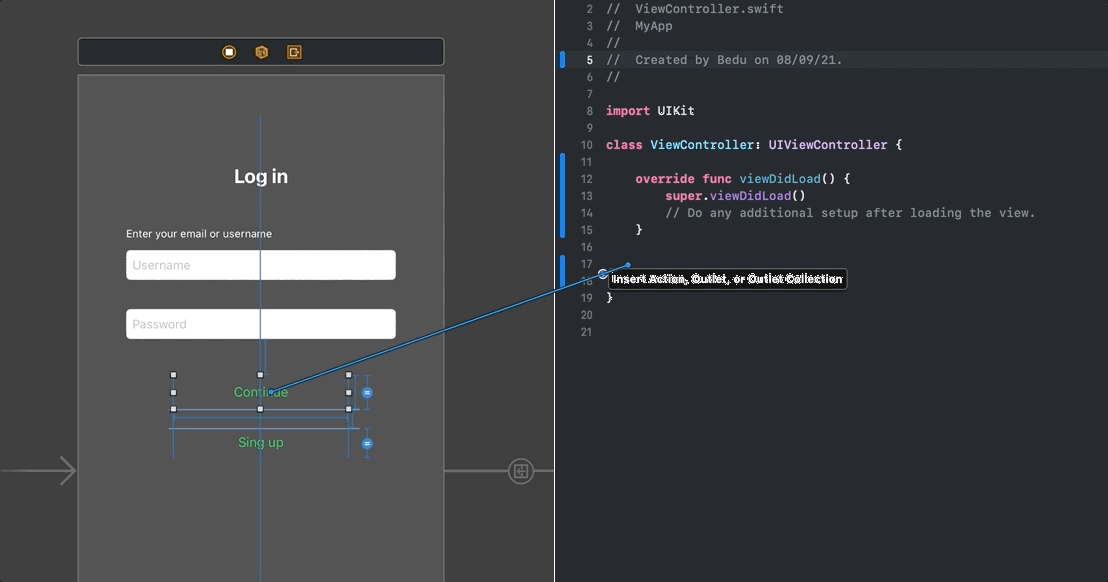 Log in
Enter your email or username
Username
Password
Continue
Sing up
2 //  ViewController.swift
3 //  MyApp
4 //
5 //  Created by Bedu on 08/09/21.
6 //
7
8 import UIKit
9
10 class ViewController: UIViewController {
11
12     override func viewDidLoad() {
13         super.viewDidLoad()
14         // Do any additional setup after loading the view.
15     }
16
17
18 Insert Action, Outlet, or Outlet Collection
19 }
20
21